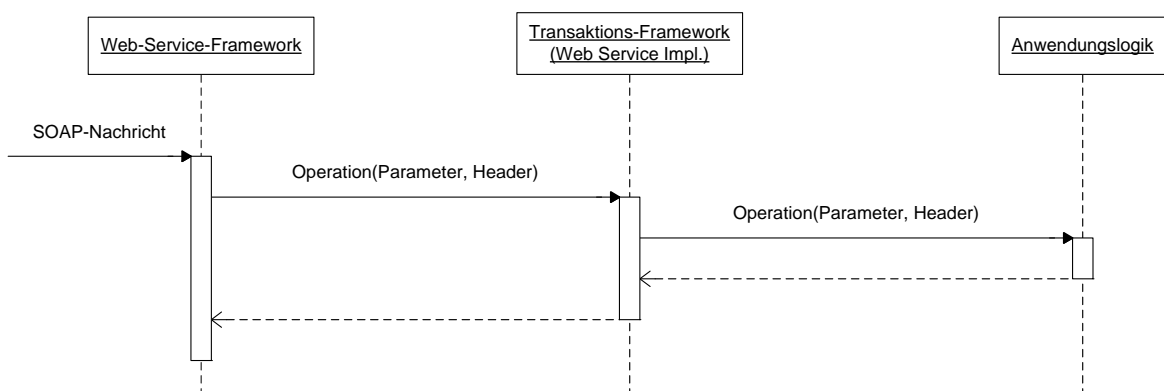 Web-Service-Framework
Transaktions-Framework
(Web Service Impl.)
Anwendungslogik
SOAP-Nachricht
Operation(Parameter, Header)
Operation(Parameter, Header)